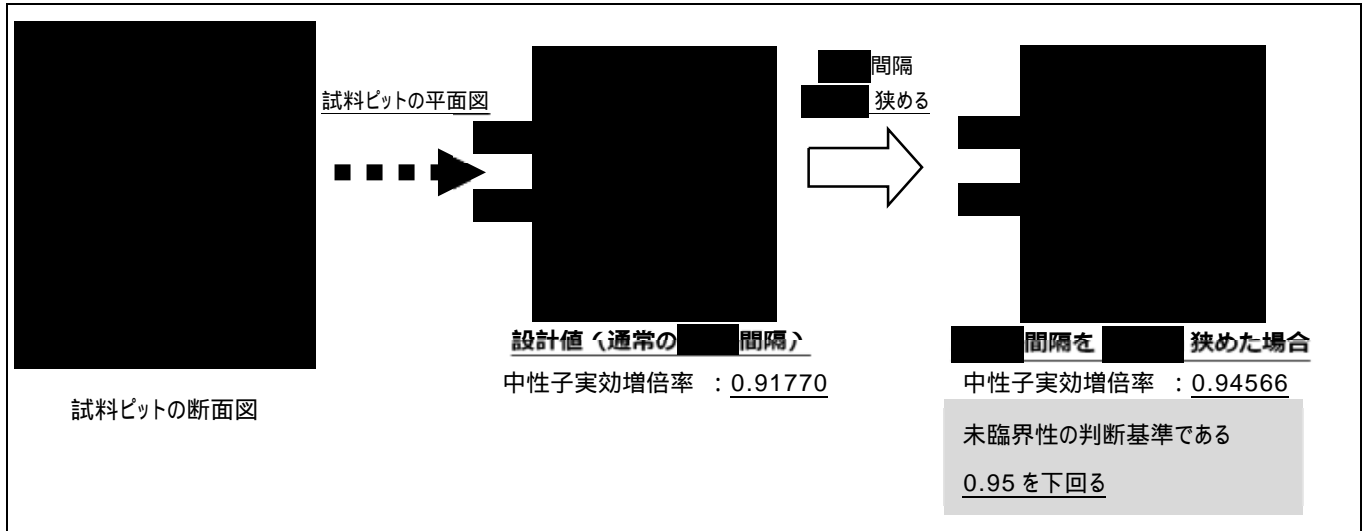 試料ピットの断面図
試料ピットの平面図
設計値（通常の 間隔）
中性子実効増倍率 ：0.91770
間隔
狭める
間隔を 狭めた場合
中性子実効増倍率 ：0.94566
未臨界性の判断基準である
0.95 を下回る